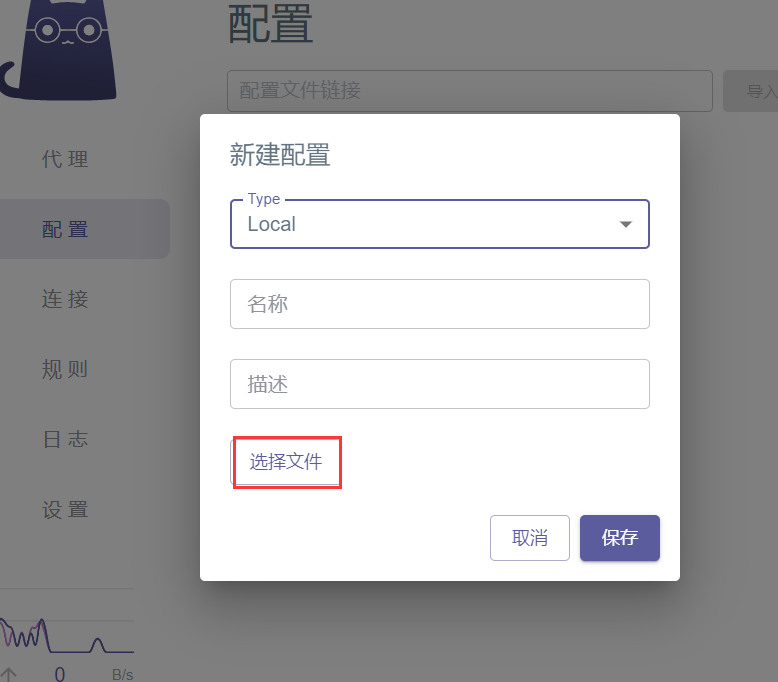 配置
配置文件链接
导入
新建配置
代理
Type
Local
配置
连接
名称
规则
描述
日志
选择文件
设置
取消
保存
0
B/s